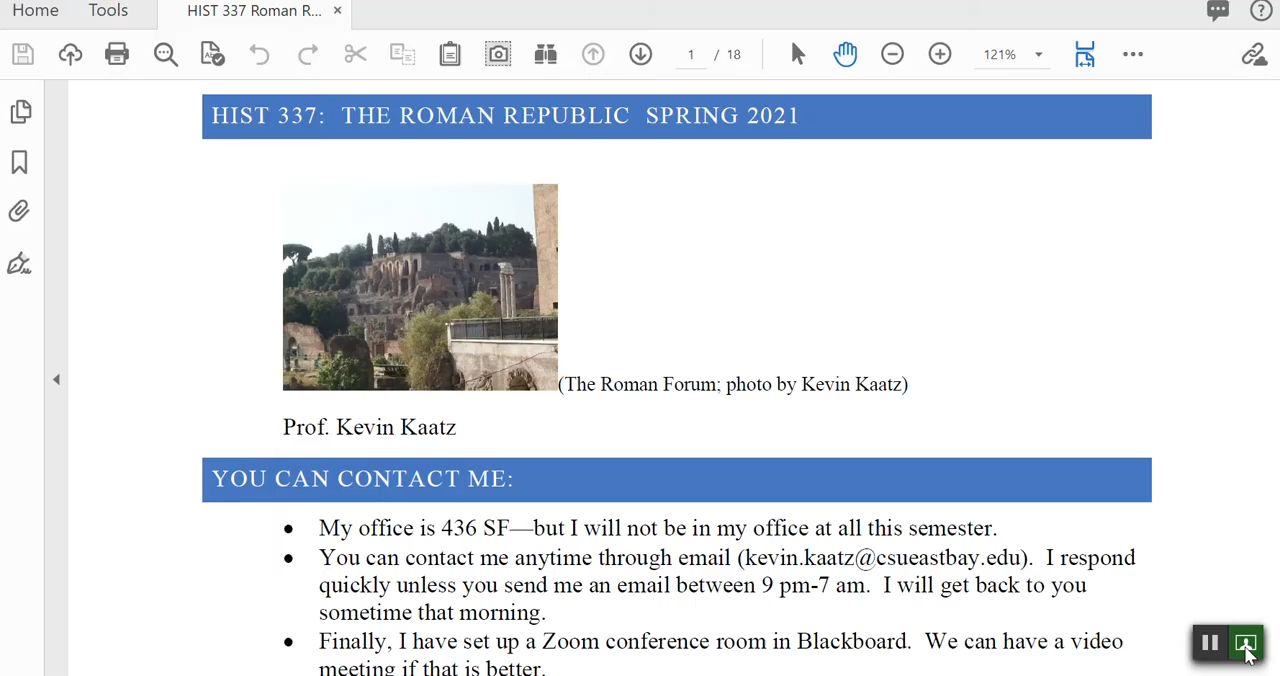 Home Tools HIST 337 Roman R... ×
1 / 18 121%
HIST 337: THE ROMAN REPUBLIC SPRING 2021
(The Roman Forum; photo by Kevin Kaatz)
Prof. Kevin Kaatz
YOU CAN CONTACT ME:
• My office is 436 SF—but I will not be in my office at all this semester.
• You can contact me anytime through email (kevin.kaatz@csueastbay.edu). I respond
quickly unless you send me an email between 9 pm-7 am. I will get back to you
sometime that morning.
• Finally, I have set up a Zoom conference room in Blackboard. We can have a video
meeting if that is better.